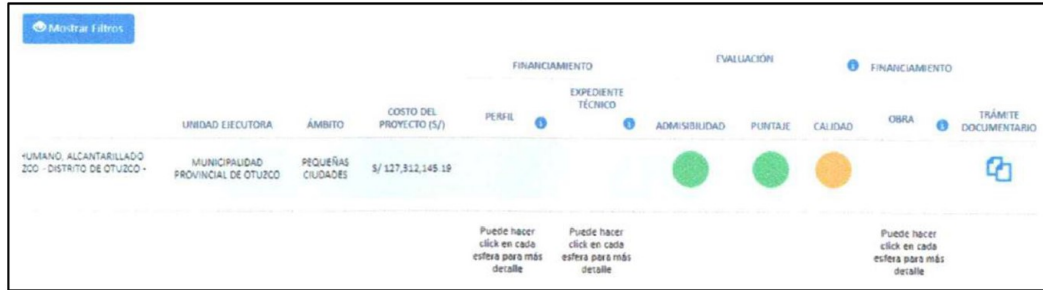 Mostrar Filtros
FINANCIAMIENTO
EVALUACIÓN
FINANCIAMIENTO
UNIDAD EJECUTORA
ÁMBITO
COSTO DEL
PROYECTO (S/)
PERFIL
EXPEDIENTE
TÉCNICO
ADMISIBILIDAD
PUNTAJE
CALIDAD
OBRA
TRÁMITE
DOCUMENTARIO
HUMANO, ALCANTARILLADO
ZCO - DISTRITO DE OTUZCO -
MUNICIPALIDAD
PROVINCIAL DE OTUZCO
PEQUEÑAS
CIUDADES
S/ 127,312,145.19
Puede hacer
click en cada
esfera para más
detalle
Puede hacer
click en cada
esfera para más
detalle
Puede hacer
click en cada
esfera para más
detalle